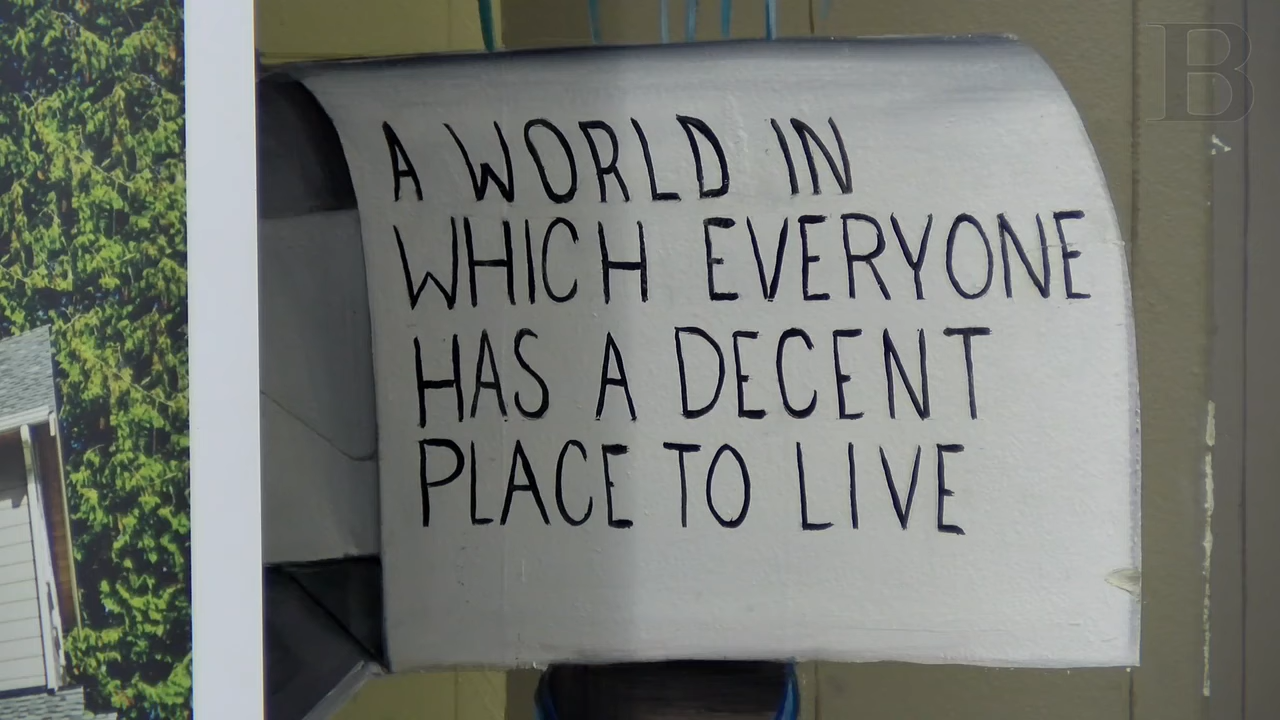 A WORLD IN
WHICH EVERYONE
HAS A DECENT
PLACE TO LIVE
B